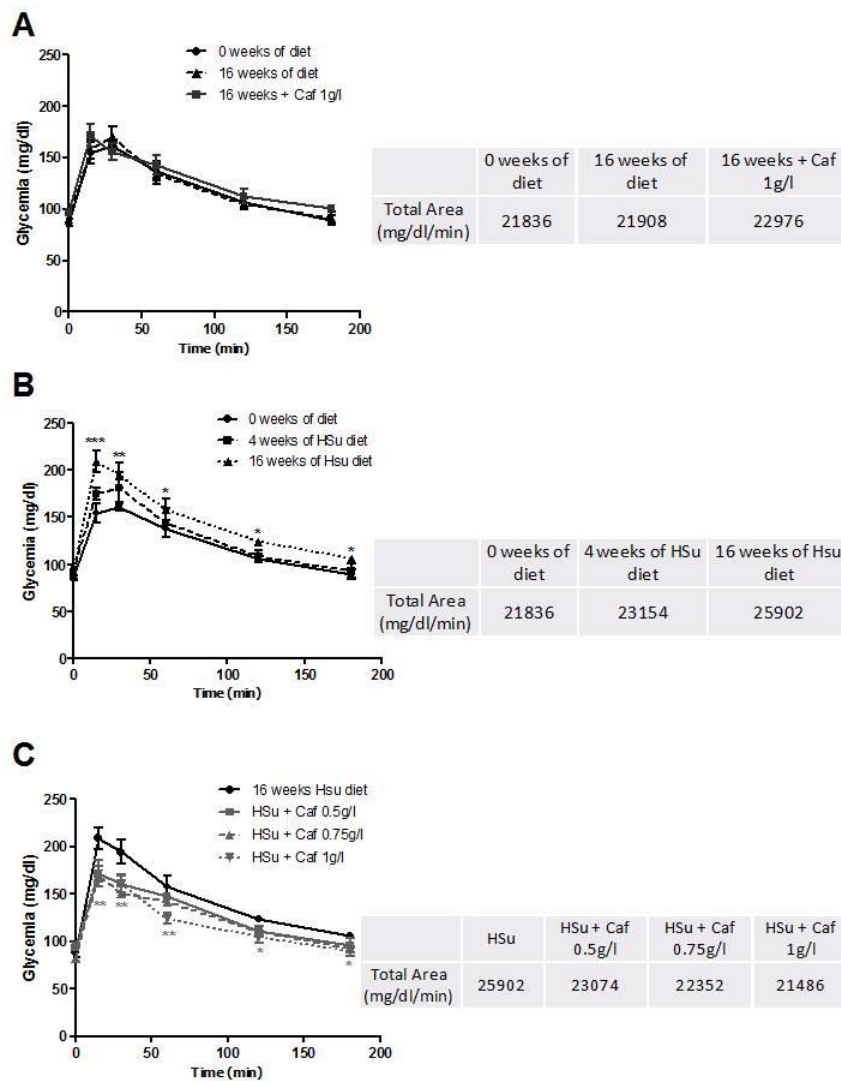 A
250
200
150
100
50
0
Glycemia (mg/dl)
0 50 100 150 200
Time (min)
0 weeks of diet
16 weeks of diet
16 weeks + Caf 1g/l
0 weeks of
diet
16 weeks of
diet
16 weeks + Caf
1g/l
Total Area
(mg/dl/min)
21836
21908
22976
B
250
200
150
100
50
0
Glycemia (mg/dl)
0 50 100 150 200
Time (min)
0 weeks of diet
4 weeks of HSu diet
16 weeks of Hsu diet
***
**
*
*
*
0 weeks of
diet
4 weeks of HSu
diet
16 weeks of Hsu
diet
Total Area
(mg/dl/min)
21836
23154
25902
C
250
200
150
100
50
0
Glycemia (mg/dl)
0 50 100 150 200
Time (min)
16 weeks Hsu diet
HSu + Caf 0.5g/l
HSu + Caf 0.75g/l
HSu + Caf 1g/l
**
**
**
*
*
HSu
HSu + Caf
0.5g/l
HSu + Caf
0.75g/l
HSu + Caf
1g/l
Total Area
(mg/dl/min)
25902
23074
22352
21486